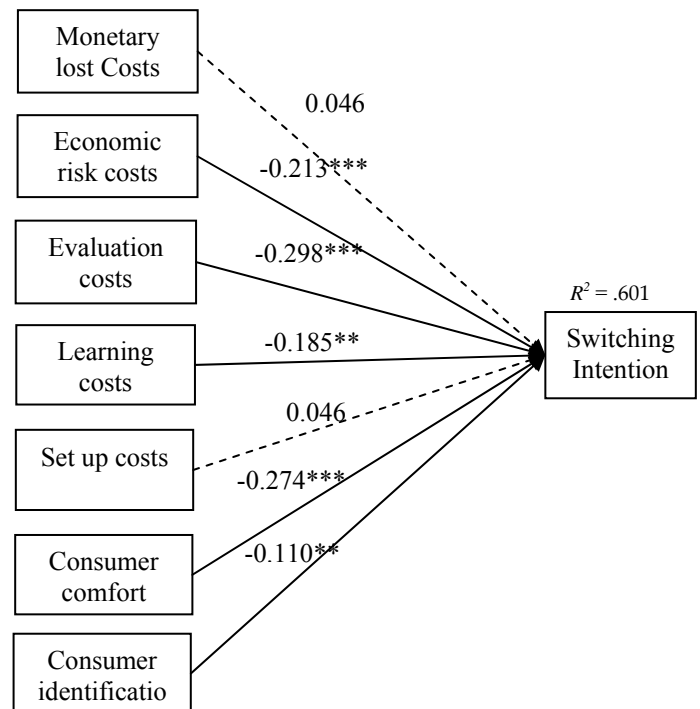 Monetary
lost Costs
0.046
Economic
risk costs
-0.213***
Evaluation
costs
-0.298***
R² = .601
Switching
Intention
Learning
costs
-0.185**
Set up costs
0.046
-0.274***
Consumer
comfort
-0.110**
Consumer
identificatio